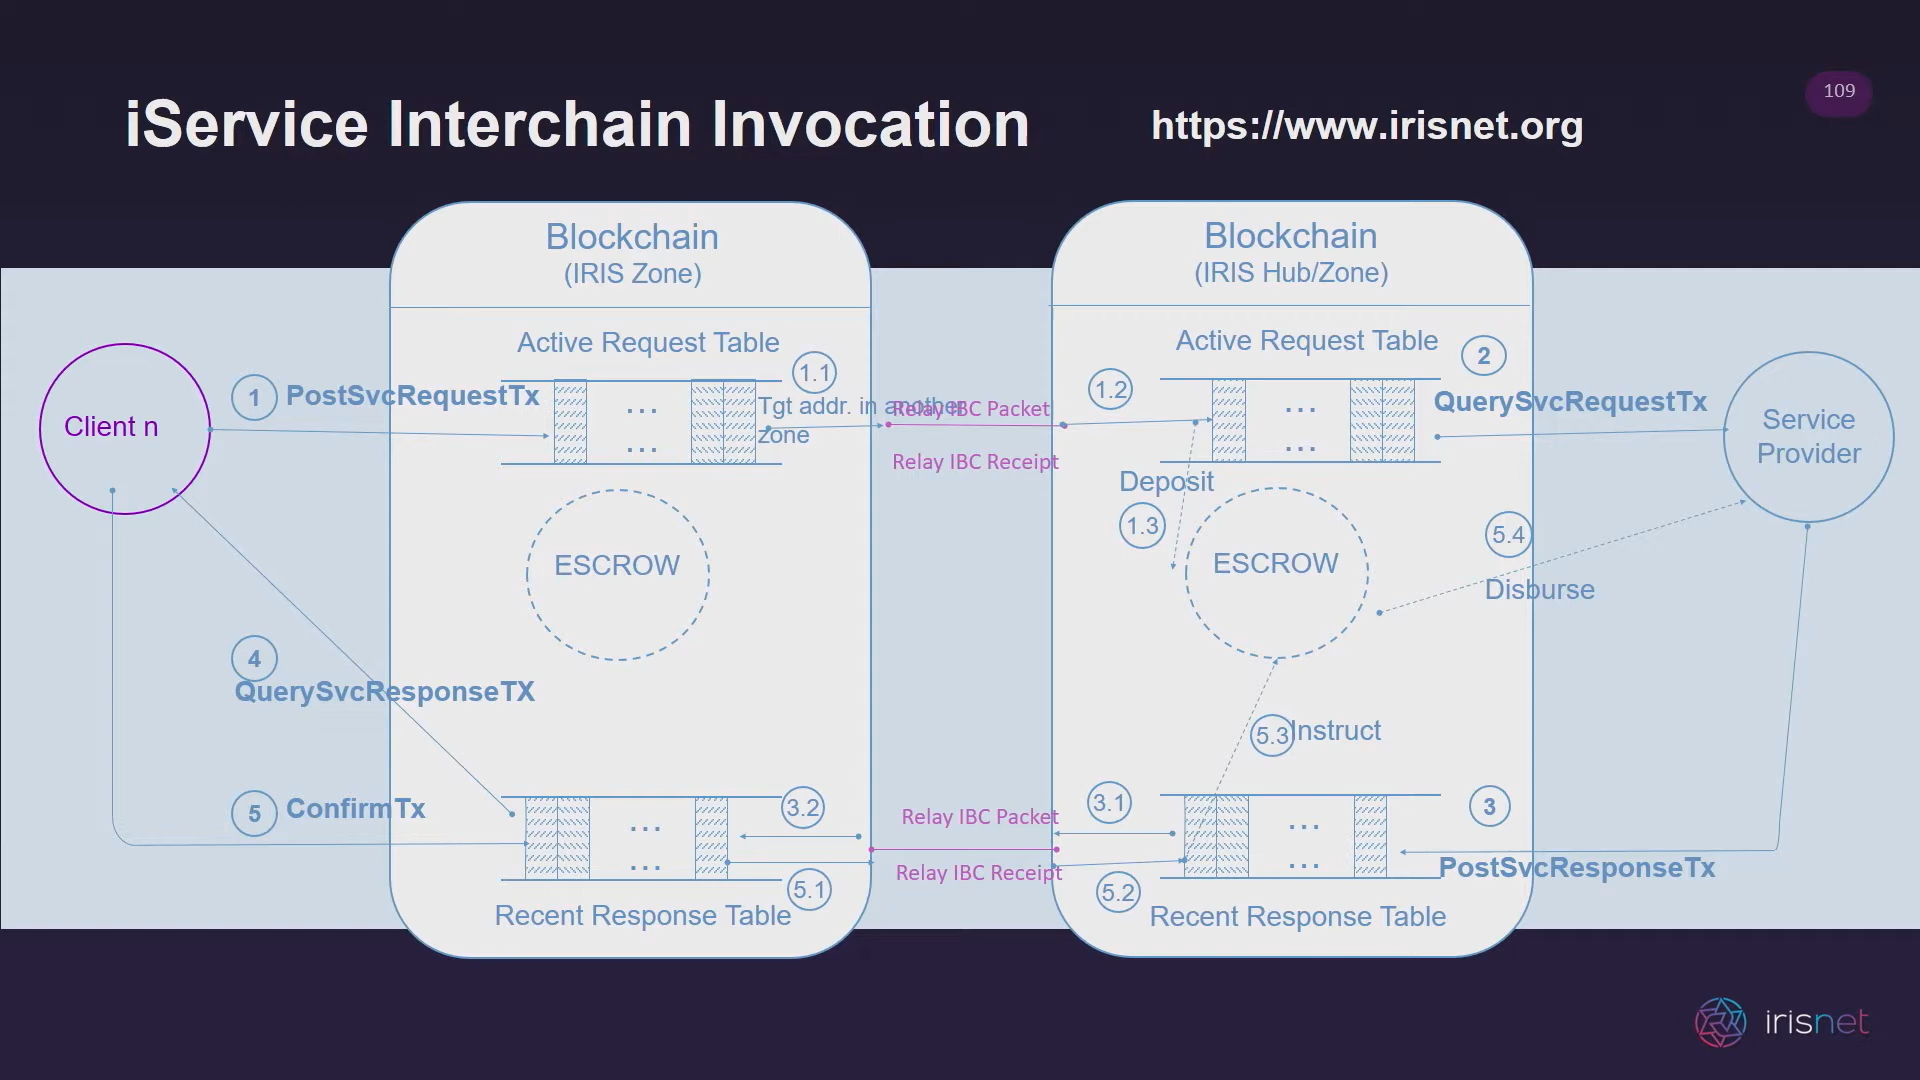 iService Interchain Invocation
https://www.irisnet.org
109
Blockchain
(IRIS Zone)
Blockchain
(IRIS Hub/Zone)
Active Request Table
Active Request Table
1
PostSvcRequestTx
1.1
Tgt addr. in another
zone
Relay IBC Packet
Relay IBC Receipt
1.2
2
QuerySvcRequestTx
Client n
Service
Provider
... 
...
...
...
Deposit
1.3
ESCROW
ESCROW
5.4
Disburse
4
QuerySvcResponseTX
5.3
Instruct
5
ConfirmTx
3.2
Relay IBC Packet
3.1
3
...
...
...
...
5.1
Relay IBC Receipt
5.2
PostSvcResponseTx
Recent Response Table
Recent Response Table
irisnet